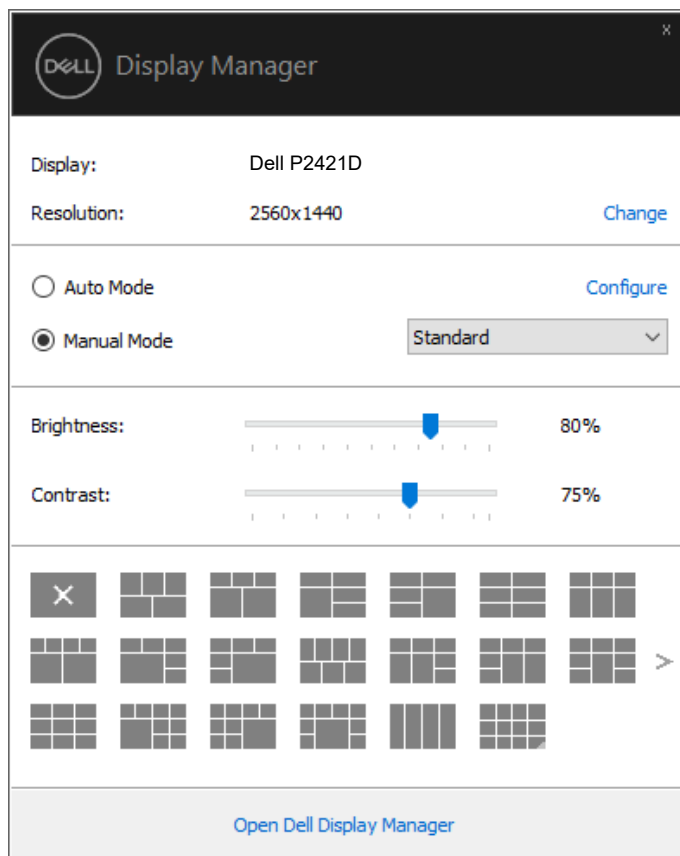 x
DELL Display Manager
Display: Dell P2421D
Resolution: 2560x1440 Change
Auto Mode Configure
Manual Mode Standard
Brightness: 80%
Contrast: 75%
Open Dell Display Manager